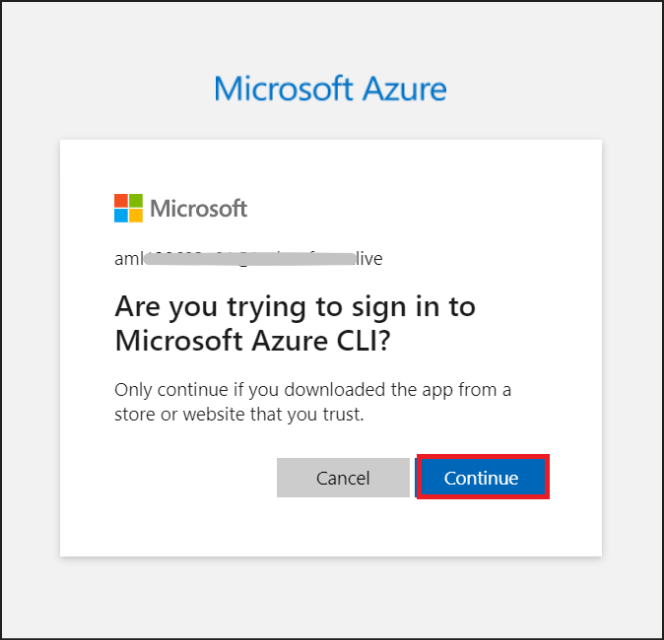 Microsoft Azure
Microsoft
aml live
Are you trying to sign in to
Microsoft Azure CLI?
Only continue if you downloaded the app from a
store or website that you trust.
Cancel
Continue